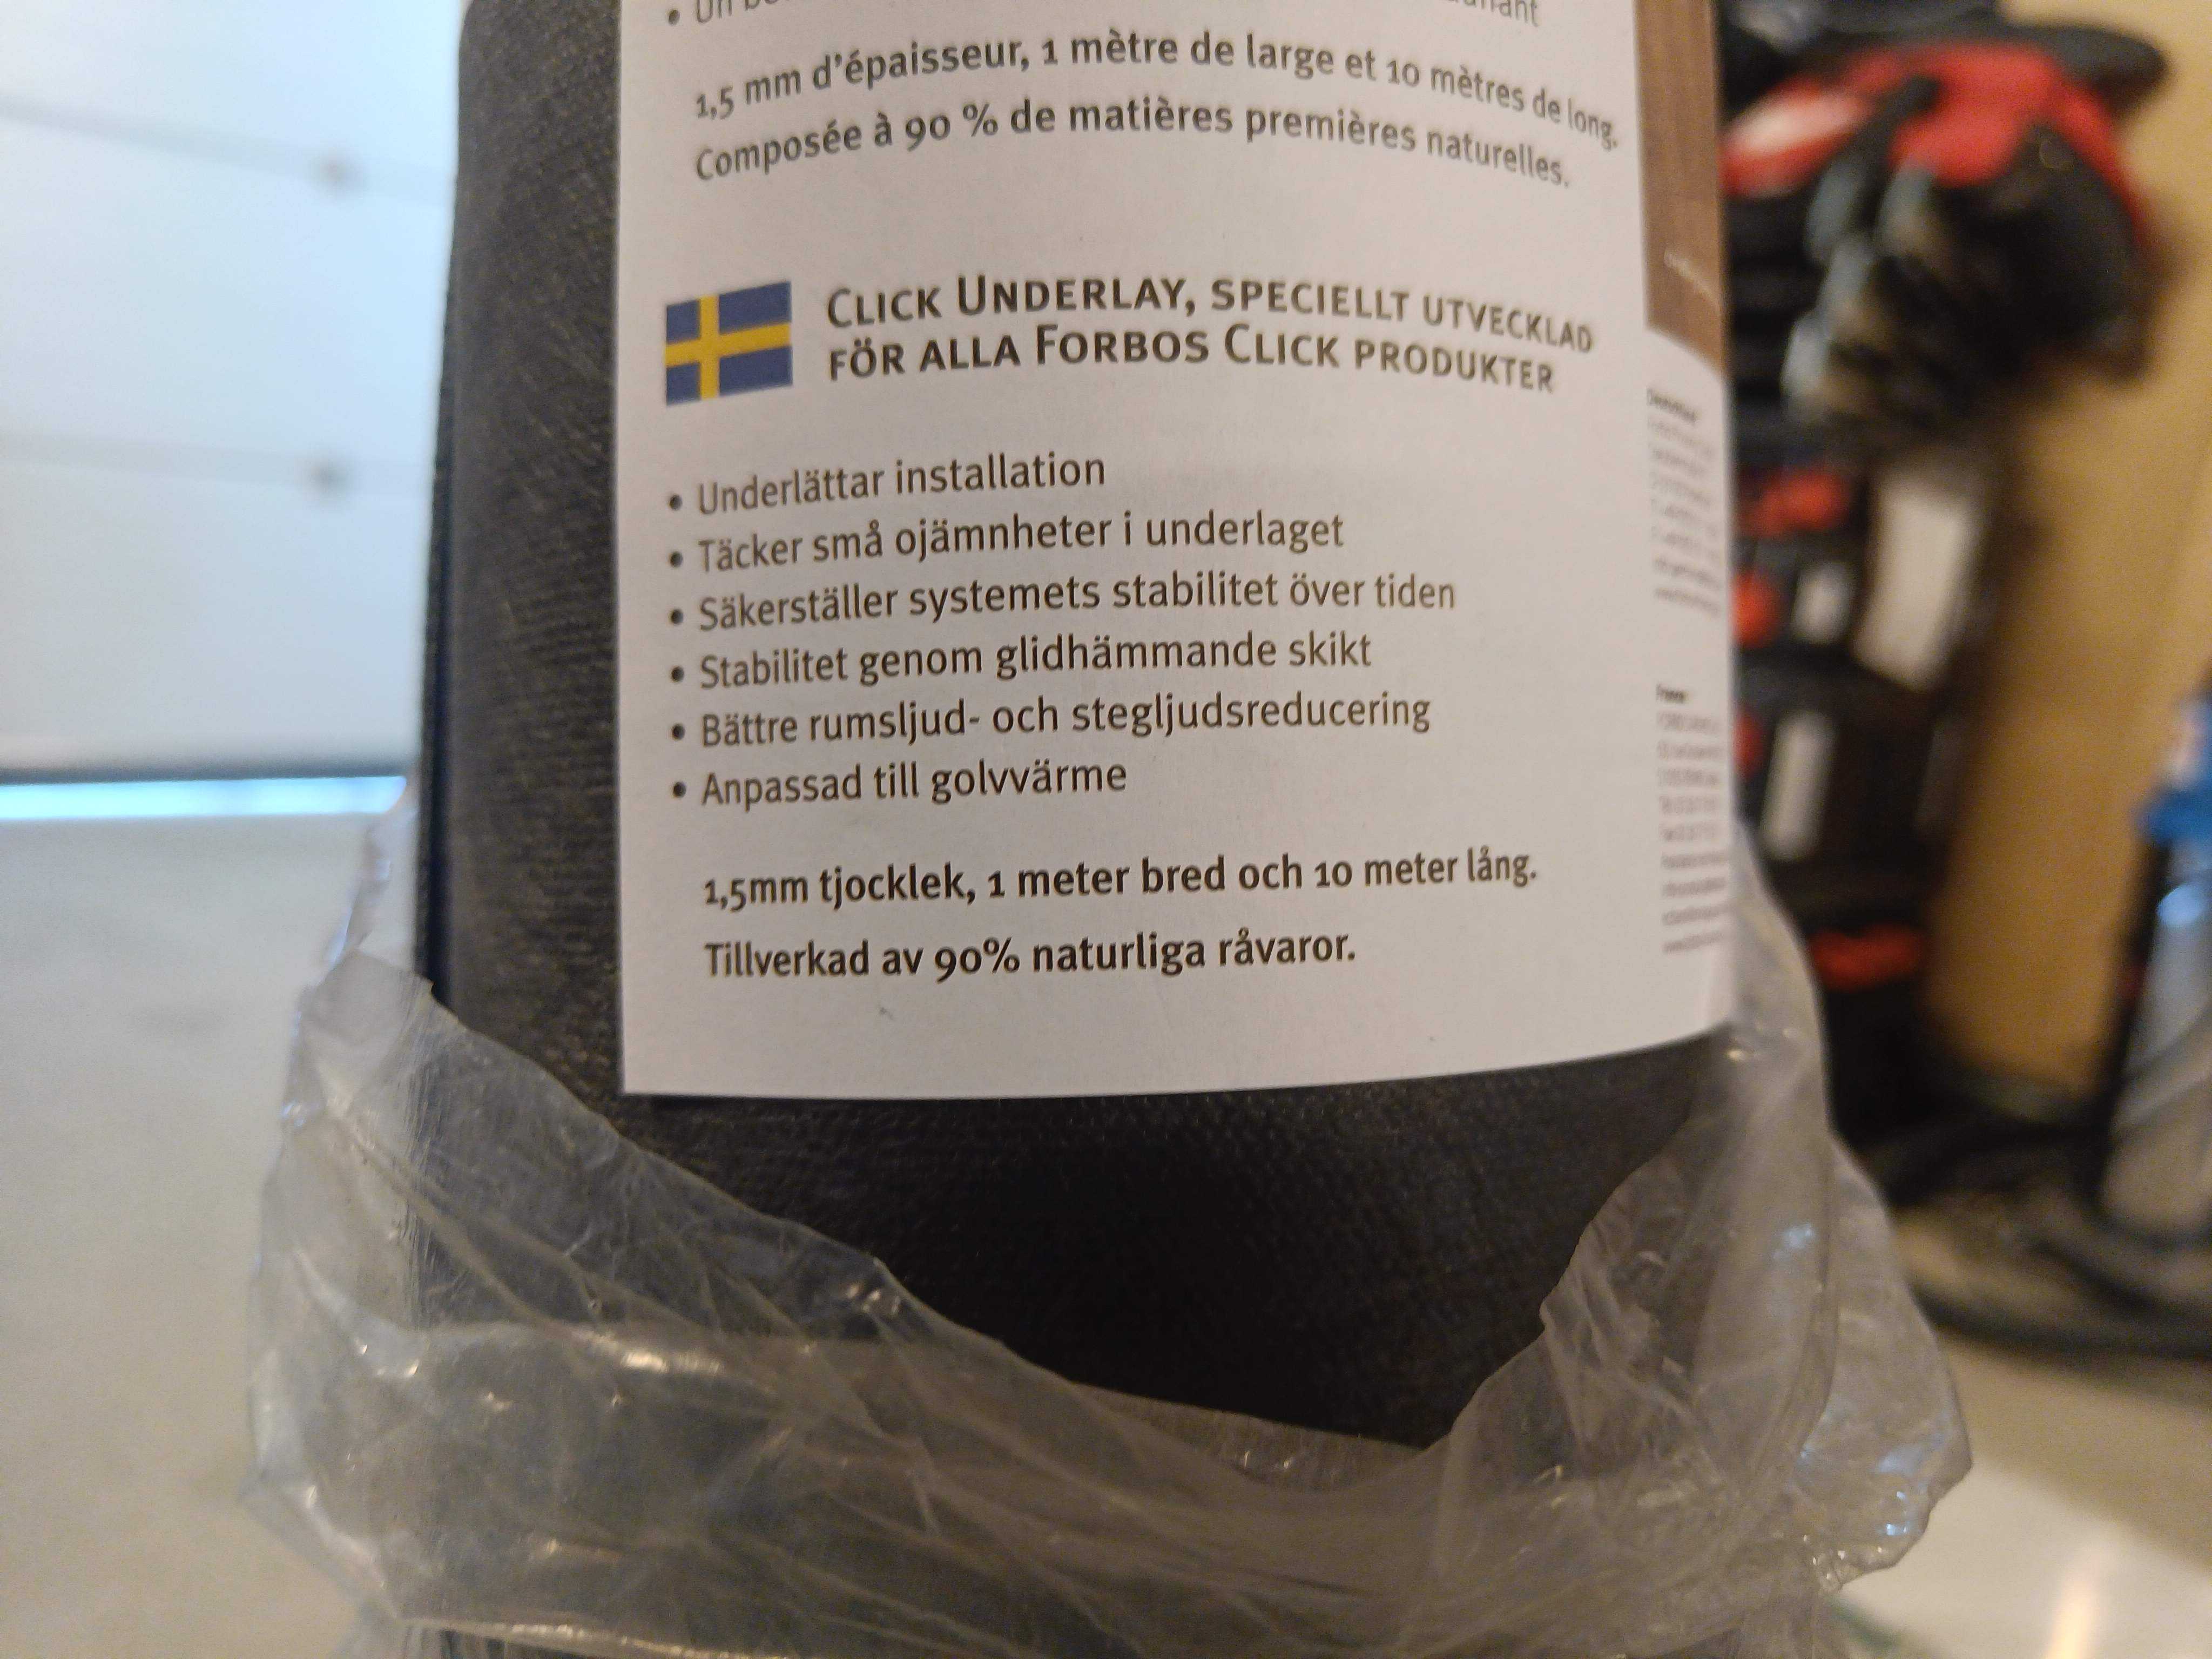 • Un
1,5 mm d'épaisseur, 1 mètre de large et 10 mètres de long.
Composée à 90 % de matières premières naturelles.
CLICK UNDERLAY, SPECIELLT UTVECKLAD
FÖR ALLA FORBOS CLICK PRODUKTER
• Underlättar installation
• Täcker små ojämnheter i underlaget
• Säkerställer systemets stabilitet över tiden
• Stabilitet genom glidhämmande skikt
• Bättre rumsljud- och stegljudsreducering
• Anpassad till golvvärme
1,5mm tjocklek, 1 meter bred och 10 meter lång.
Tillverkad av 90% naturliga råvaror.